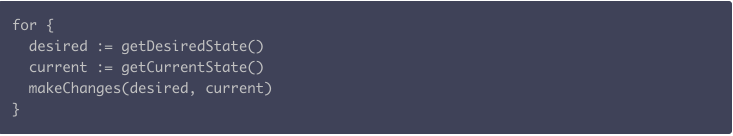 for {
  desired := getDesiredState()
  current := getCurrentState()
  makeChanges(desired, current)
}